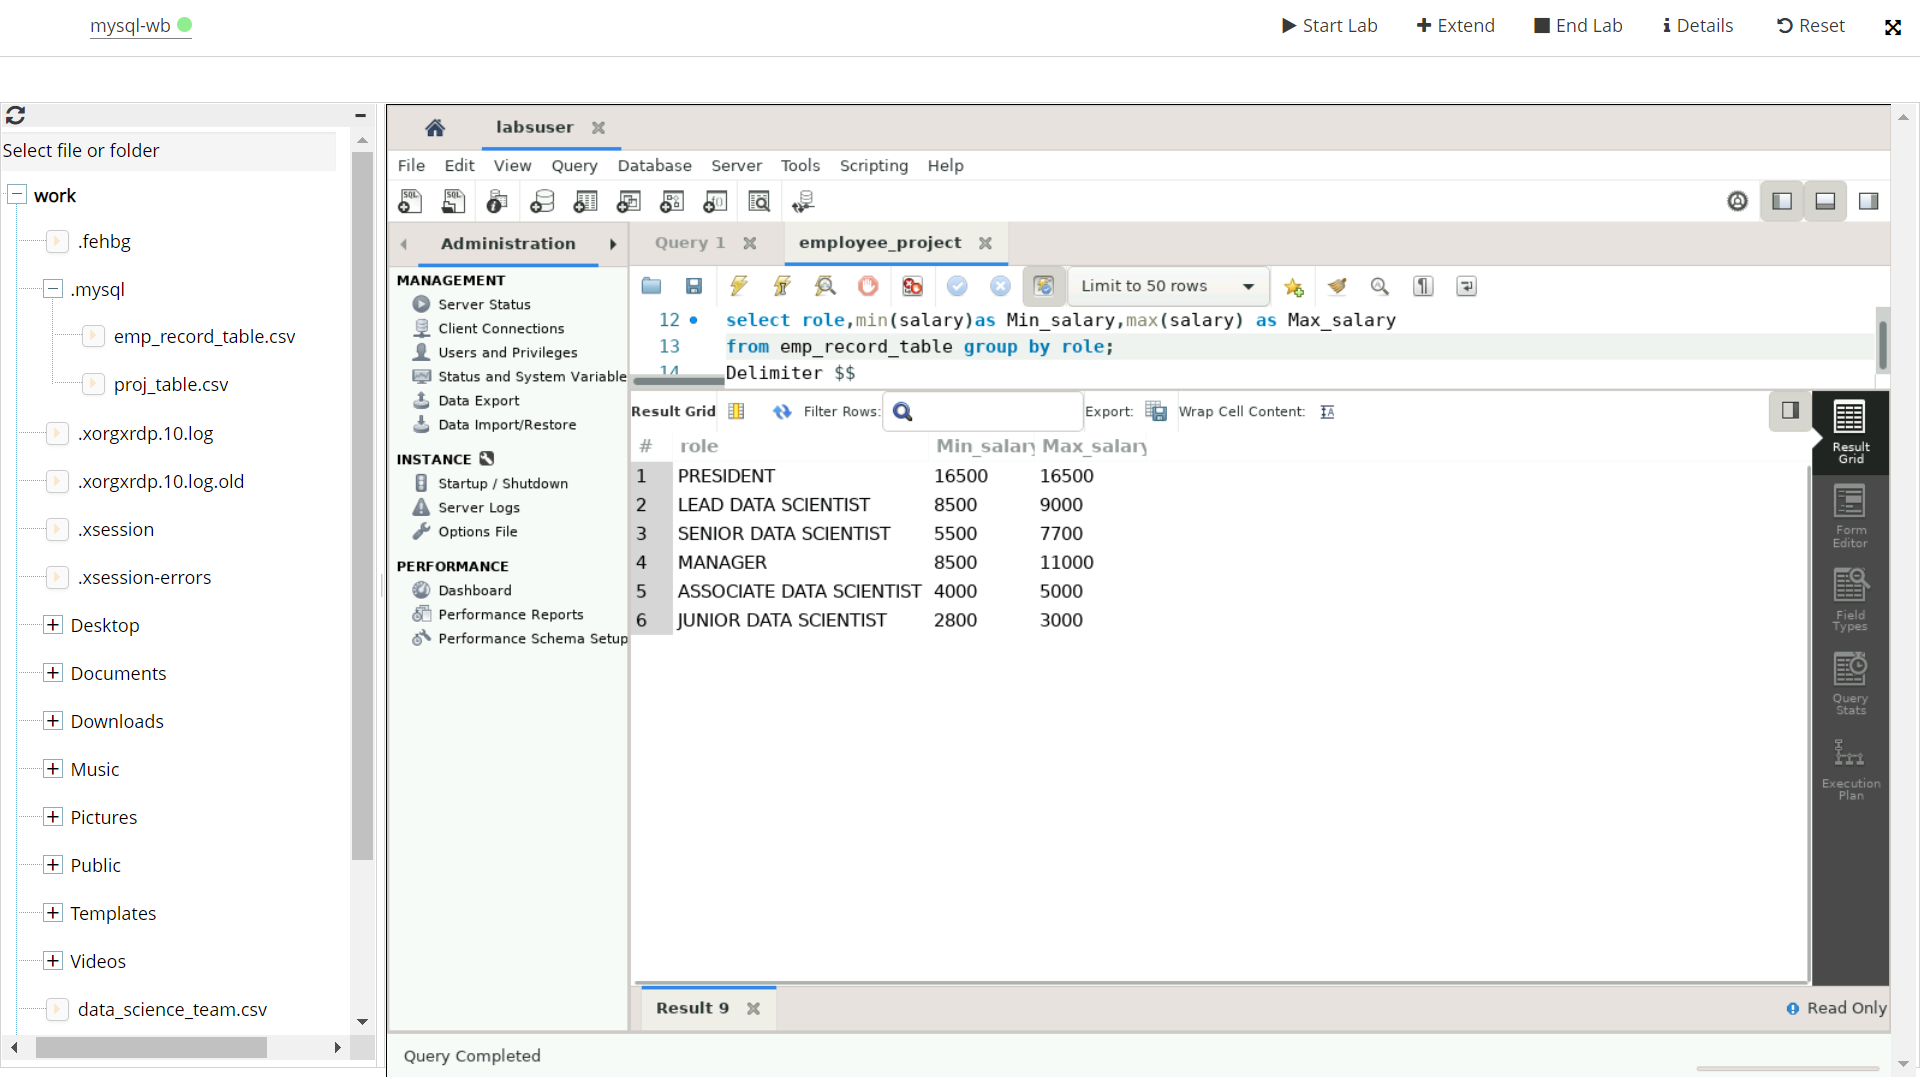 mysql-wb
Start Lab
Extend
End Lab
Details
Reset
Select file or folder
work
.fehbg
.mysql
emp_record_table.csv
proj_table.csv
.xorgxrdp.10.log
.xorgxrdp.10.log.old
.xsession
.xsession-errors
Desktop
Documents
Downloads
Music
Pictures
Public
Templates
Videos
data_science_team.csv
labsuser
File Edit View Query Database Server Tools Scripting Help
Administration
MANAGEMENT
Server Status
Client Connections
Users and Privileges
Status and System Variable
Data Export
Data Import/Restore
INSTANCE
Startup / Shutdown
Server Logs
Options File
PERFORMANCE
Dashboard
Performance Reports
Performance Schema Setup
Query 1
employee_project
Limit to 50 rows
12 select role,min(salary)as Min_salary,max(salary) as Max_salary
13 from emp_record_table group by role;
14 Delimiter $$
Result Grid
Filter Rows:
Export:
Wrap Cell Content:
# role Min_salary Max_salary
1 PRESIDENT 16500 16500
2 LEAD DATA SCIENTIST 8500 9000
3 SENIOR DATA SCIENTIST 5500 7700
4 MANAGER 8500 11000
5 ASSOCIATE DATA SCIENTIST 4000 5000
6 JUNIOR DATA SCIENTIST 2800 3000
Result
Grid
Form
Editor
Field
Types
Query
Stats
Execution
Plan
Result 9
Read Only
Query Completed